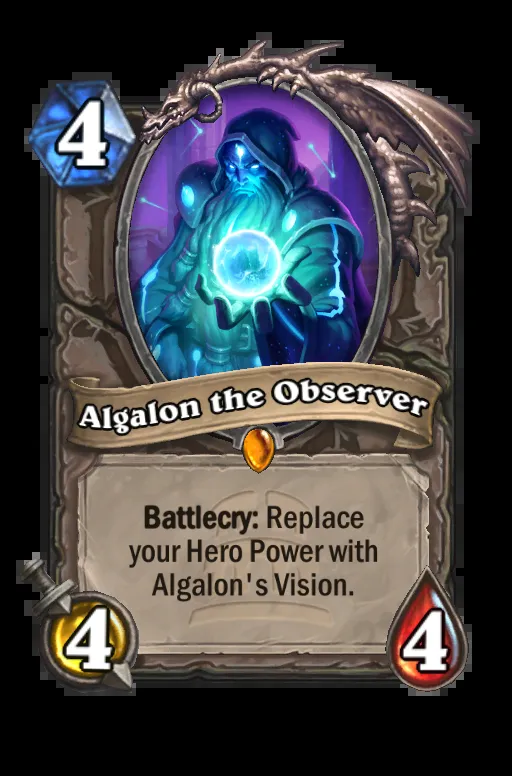 4
Algalon the Observer
Battlecry: Replace
your Hero Power with
Algalon's Vision.
4
4